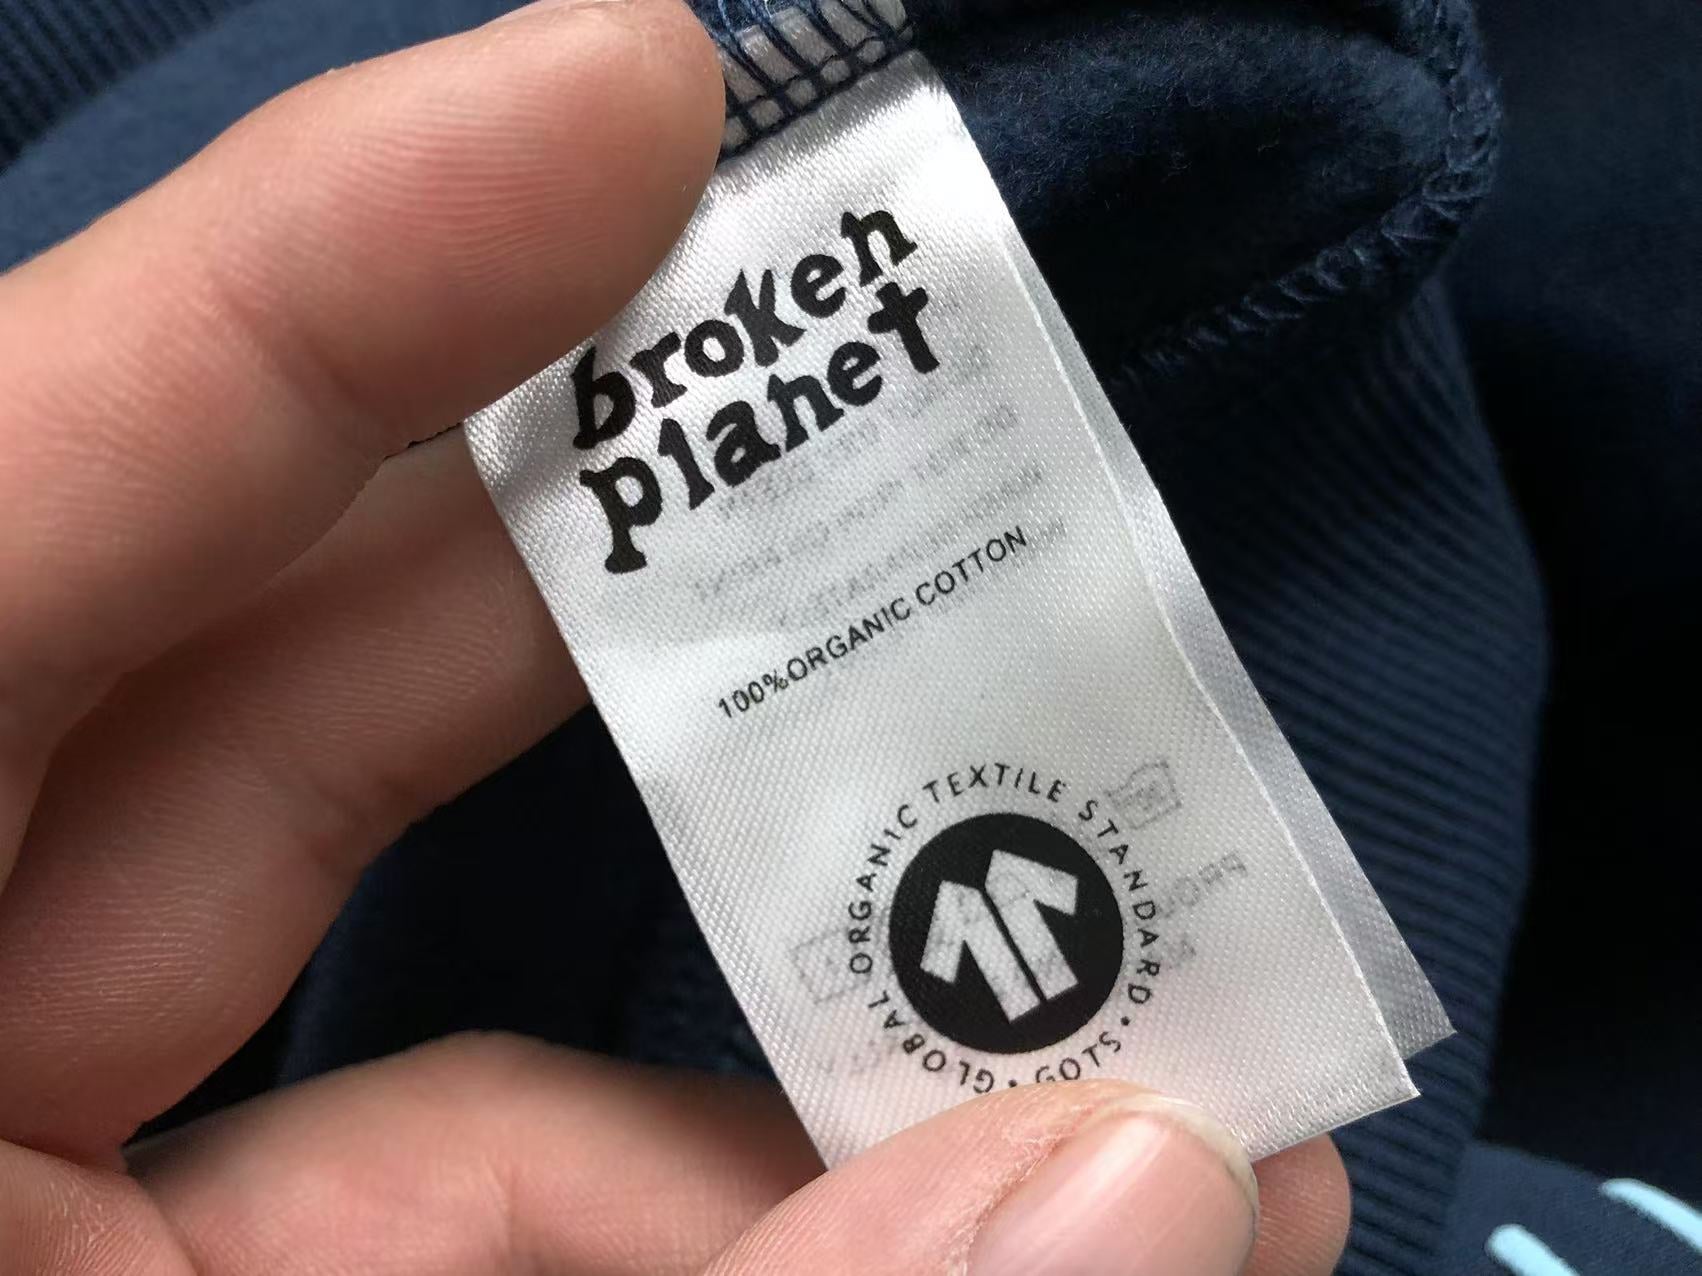 broken
planet
100%ORGANIC COTTON
GLOBAL ORGANIC TEXTILE STANDARD • GOTS •